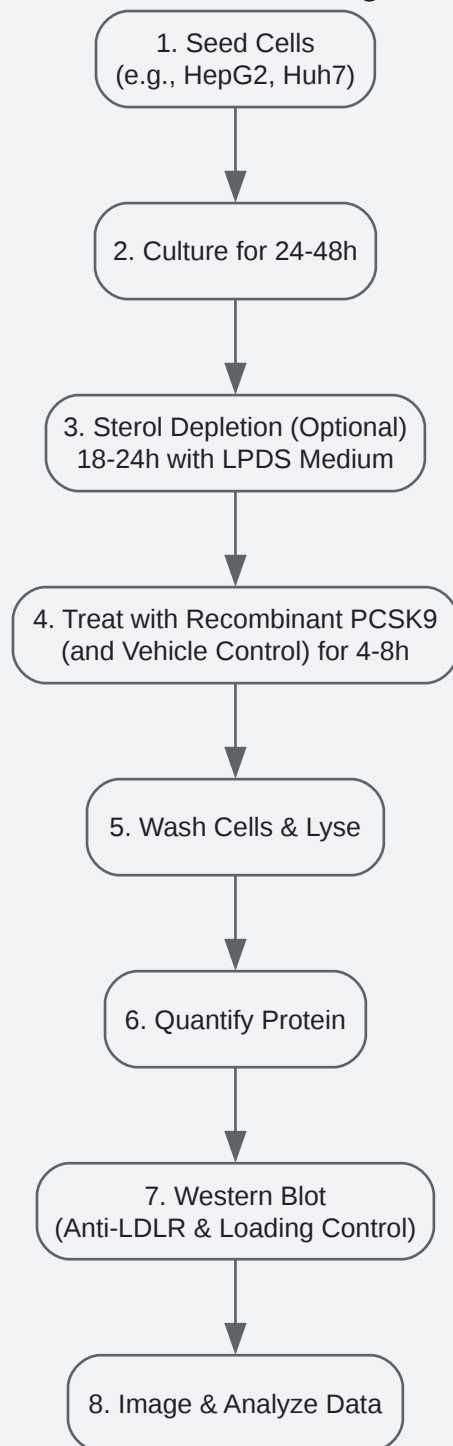 1. Seed Cells
(e.g., HepG2, Huh7)
2. Culture for 24-48h
3. Sterol Depletion (Optional)
18-24h with LPDS Medium
4. Treat with Recombinant PCSK9
(and Vehicle Control) for 4-8h
5. Wash Cells & Lyse
6. Quantify Protein
7. Western Blot
(Anti-LDLR & Loading Control)
8. Image & Analyze Data